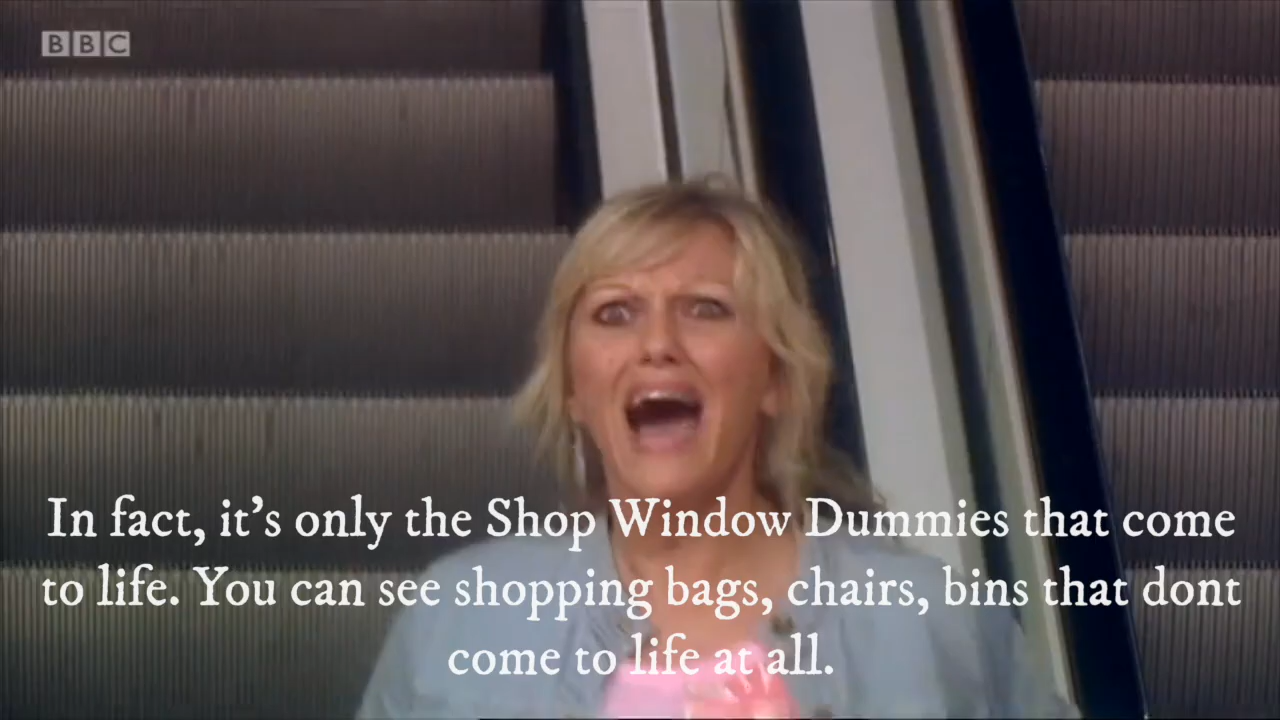 BBC
In fact, it's only the Shop Window Dummies that come
to life. You can see shopping bags, chairs, bins that dont
come to life at all.